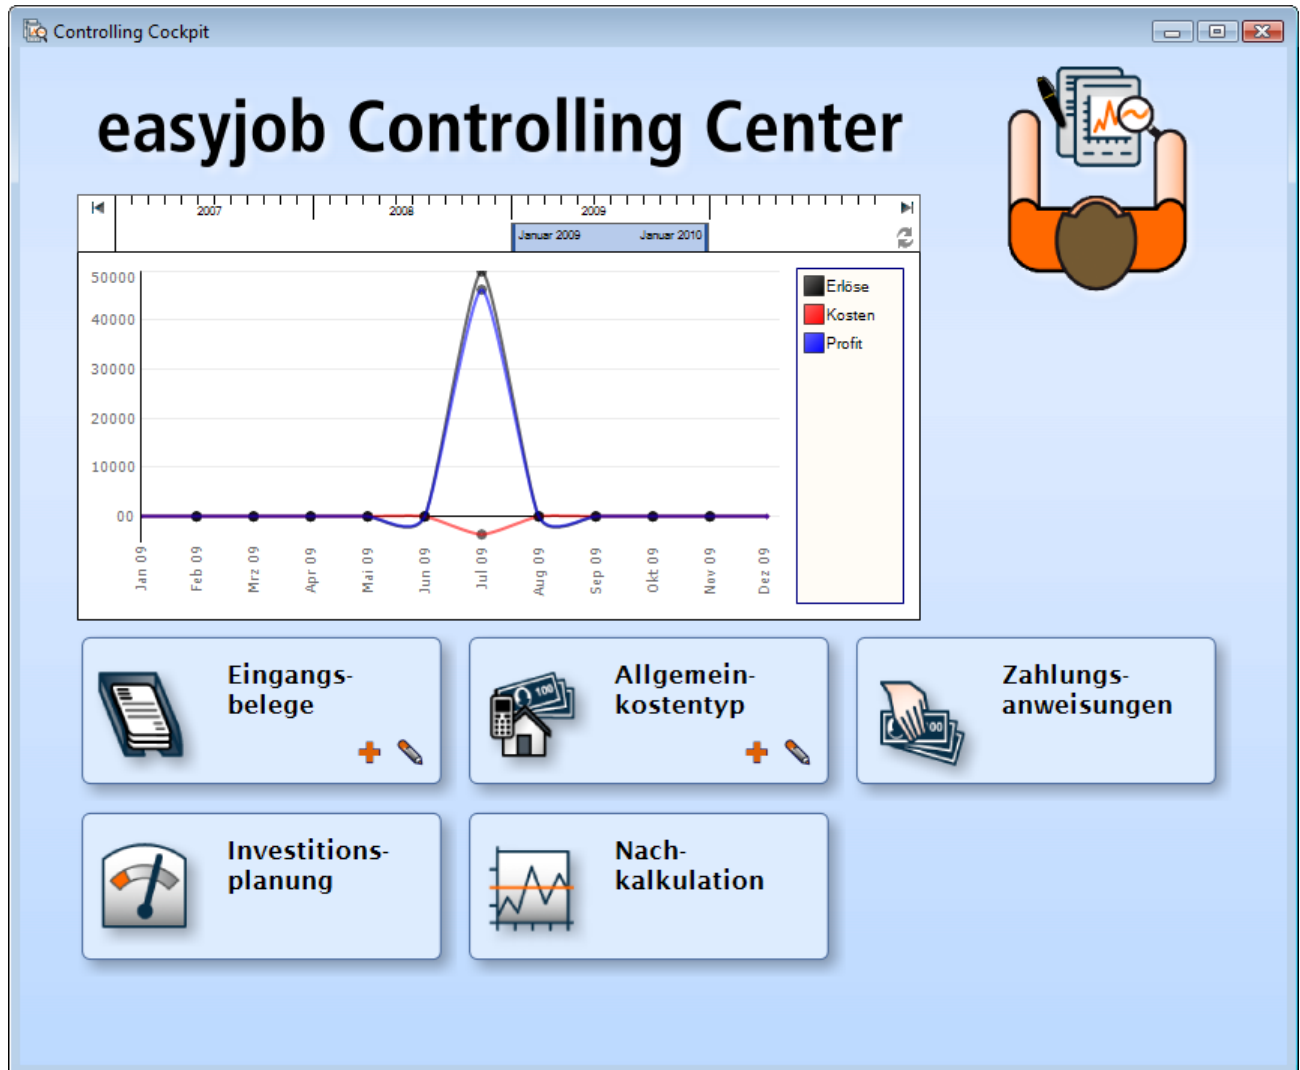 Controlling Cockpit
easyjob Controlling Center
2007
2008
2009
Januar 2009
Januar 2010
50000
40000
30000
20000
10000
00
Jan 09
Feb 09
Mrz 09
Apr 09
Mai 09
Jun 09
Jul 09
Aug 09
Sep 09
Okt 09
Nov 09
Dez 09
Erlöse
Kosten
Profit
Eingangs-
belege
Allgemein-
kostentyp
100
Zahlungs-
anweisungen
00
Investitions-
planung
Nach-
kalkulation